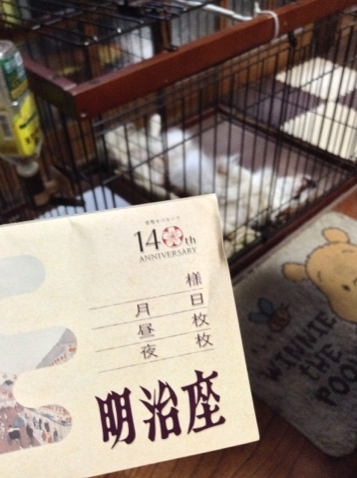 140th
ANNIVERSARY
様
月 日
昼 枚
夜 枚
明治座
WINNIE
THE
POOH